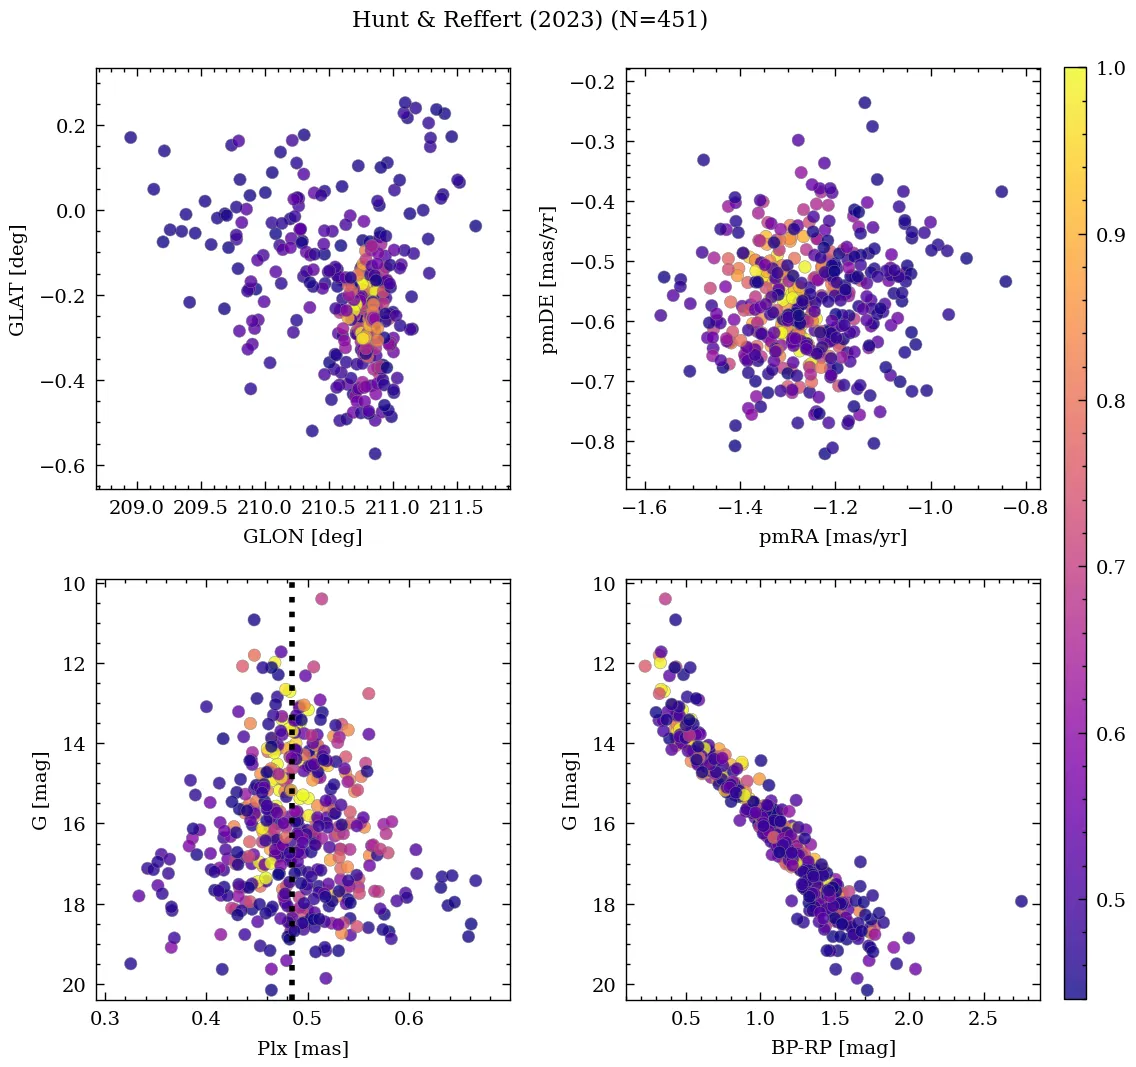 Hunt & Reffert (2023) (N=451)
0.2
0.0
−0.2
−0.4
−0.6
GLAT [deg]
209.0 209.5 210.0 210.5 211.0 211.5
GLON [deg]
−0.2
−0.3
−0.4
−0.5
−0.6
−0.7
−0.8
pmDE [mas/yr]
−1.6 −1.4 −1.2 −1.0 −0.8
pmRA [mas/yr]
10
12
14
16
18
20
G [mag]
0.3 0.4 0.5 0.6
Plx [mas]
10
12
14
16
18
20
G [mag]
0.5 1.0 1.5 2.0 2.5
BP-RP [mag]
1.0
0.9
0.8
0.7
0.6
0.5